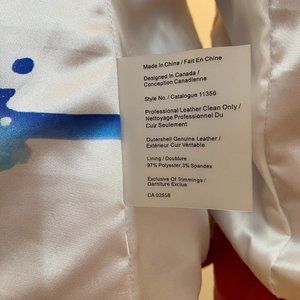 Made In China / Fait En Chine
Designed In Canada /
Conception Canadienne
Style No. / Catalogue 11356
Professional Leather Clean Only /
Nettoyage Professionnel Du
Cuir Seulement
Outershell Genuine Leather /
Extérieur Cuir Véritable
Lining / Doublure
97% Polyester,3% Spandex
Exclusive Of Trimmings /
Garniture Exclue
CA 02558